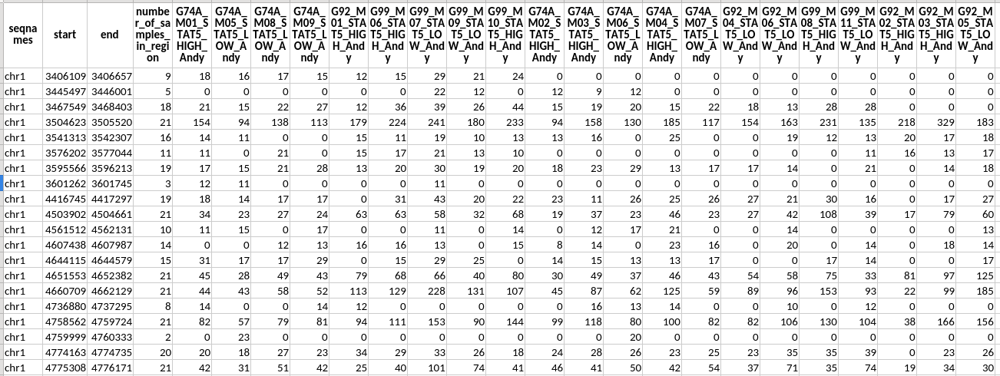 seqnames start end number_of_samples_in_region G74A_M01_STAT5_HIGH_Andy G74A_M05_STAT5_LOW_Andy G74A_M08_STAT5_LOW_Andy G74A_M09_STAT5_LOW_Andy G92_M01_STAT5_HIGH_Andy G99_M06_STAT5_HIGH_Andy G99_M07_STAT5_LOW_Andy G99_M09_STAT5_LOW_Andy G99_M10_STAT5_HIGH_Andy G74A_M02_STAT5_HIGH_Andy G74A_M03_STAT5_HIGH_Andy G74A_M06_STAT5_LOW_Andy G74A_M04_STAT5_HIGH_Andy G74A_M07_STAT5_LOW_Andy G92_M04_STAT5_LOW_Andy G92_M06_STAT5_LOW_Andy G99_M08_STAT5_HIGH_Andy G99_M11_STAT5_LOW_Andy G92_M02_STAT5_HIGH_Andy G92_M03_STAT5_HIGH_Andy G92_M05_STAT5_LOW_Andy
chr1 3406109 3406657 9 18 16 17 15 12 15 29 21 24 0 0 0 0 0 0 0 0 0 0 0 0
chr1 3445497 3446001 5 0 0 0 0 0 0 22 12 0 12 9 12 0 0 0 0 0 0 0 0 0
chr1 3467549 3468403 18 21 15 22 27 12 36 39 26 44 15 19 20 15 22 18 13 28 28 0 0 0
chr1 3504623 3505520 21 154 94 138 113 179 224 241 180 233 94 158 130 185 117 154 163 231 135 218 329 183
chr1 3541313 3542307 16 14 11 0 0 15 11 19 10 13 13 16 0 25 0 0 19 12 13 20 17 18
chr1 3576202 3577044 11 11 0 21 0 15 17 21 13 10 0 0 0 0 0 0 0 0 11 16 13 17
chr1 3595566 3596213 19 17 15 21 28 13 20 30 19 20 18 23 29 13 17 17 14 0 21 0 14 18
chr1 3601262 3601745 3 12 11 0 0 0 0 11 0 0 0 0 0 0 0 0 0 0 0 0 0 0
chr1 4416745 4417297 19 18 14 17 17 0 31 43 20 22 23 11 26 25 26 27 21 30 16 0 17 27
chr1 4503902 4504661 21 34 23 27 24 63 63 58 32 68 19 37 23 46 23 27 42 108 39 17 79 60
chr1 4561512 4562131 10 11 15 0 17 0 0 11 0 14 0 12 17 21 0 0 14 0 0 0 0 13
chr1 4607438 4607987 14 0 0 12 13 16 16 13 0 15 8 14 0 23 16 0 20 0 14 0 18 14
chr1 4644115 4644579 15 31 17 17 29 0 15 29 25 0 14 15 13 13 17 0 0 17 14 0 0 17
chr1 4651553 4652382 21 45 28 49 43 79 68 66 40 80 30 49 37 46 43 54 58 75 33 81 97 125
chr1 4660709 4662129 21 44 43 58 52 113 129 228 131 107 45 87 62 125 59 89 96 153 93 22 99 185
chr1 4736880 4737295 8 14 0 0 14 12 0 0 0 0 0 16 13 14 0 0 10 0 12 0 0 0
chr1 4758562 4759724 21 82 57 79 81 94 111 153 90 144 99 118 80 100 82 82 106 130 104 38 166 156
chr1 4759999 4760333 2 0 23 0 0 0 0 0 0 0 0 0 20 0 0 0 0 0 0 0 0 0
chr1 4774163 4774735 20 20 18 27 23 34 29 33 26 18 24 28 26 23 25 23 35 35 39 0 23 26
chr1 4775308 4776171 21 42 31 51 42 25 40 101 74 41 46 41 50 42 54 37 71 35 74 19 34 30